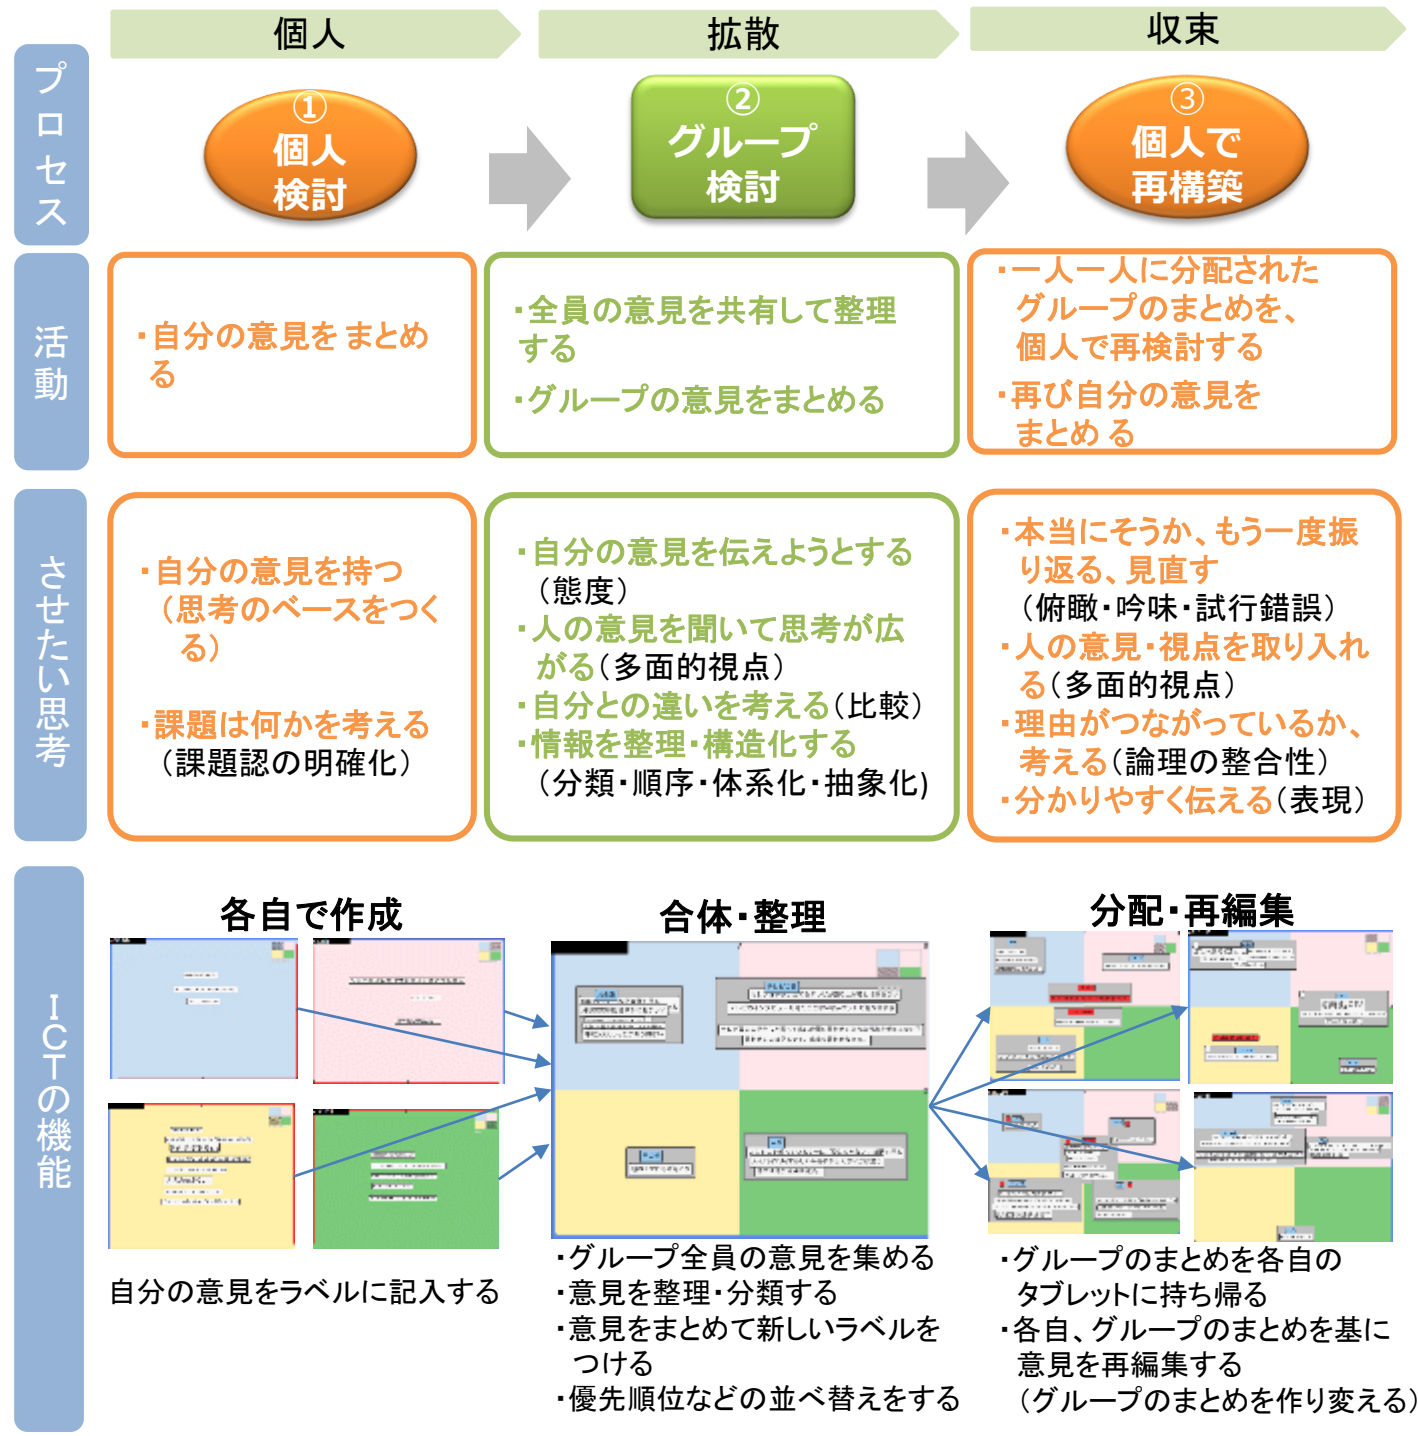 個人
拡散
収束
プロセス
①
個人
検討
②
グループ
検討
③
個人で
再構築
活動
・自分の意見を まとめ
る
・全員の意見を共有して整理
する
・グループの意見をまとめる
・一人一人に分配された
グループのまとめを、
個人で再検討する
・再び自分の意見を
まとめ る
させたい思考
・自分の意見を持つ
（思考のベースをつく
る）
・課題は何かを考える
（課題認の明確化）
・自分の意見を伝えようとする
（態度）
・人の意見を聞いて思考が広
がる（多面的視点）
・自分との違いを考える（比較）
・情報を整理・構造化する
（分類・順序・体系化・抽象化)
・本当にそうか、もう一度振
り返る、見直す
（俯瞰・吟味・試行錯誤）
・人の意見・視点を取り入れ
る（多面的視点）
・理由がつながっているか、
考える（論理の整合性）
・分かりやすく伝える（表現）
ICTの機能
各自で作成
合体・整理
分配・再編集
自分の意見をラベルに記入する
・グループ全員の意見を集める
・意見を整理・分類する
・意見をまとめて新しいラベルを
つける
・優先順位などの並べ替えをする
・グループのまとめを各自の
タブレットに持ち帰る
・各自、グループのまとめを基に
意見を再編集する
（グループのまとめを作り変える）